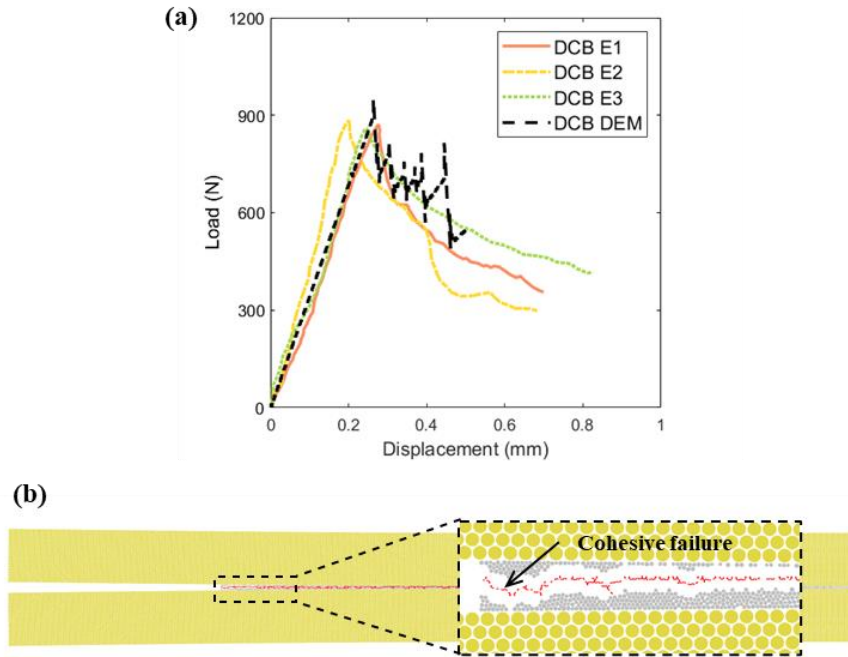 (a)
1200
900
600
300
0
Load (N)
DCB E1
DCB E2
DCB E3
DCB DEM
0 0.2 0.4 0.6 0.8 1
Displacement (mm)
(b)
Cohesive failure